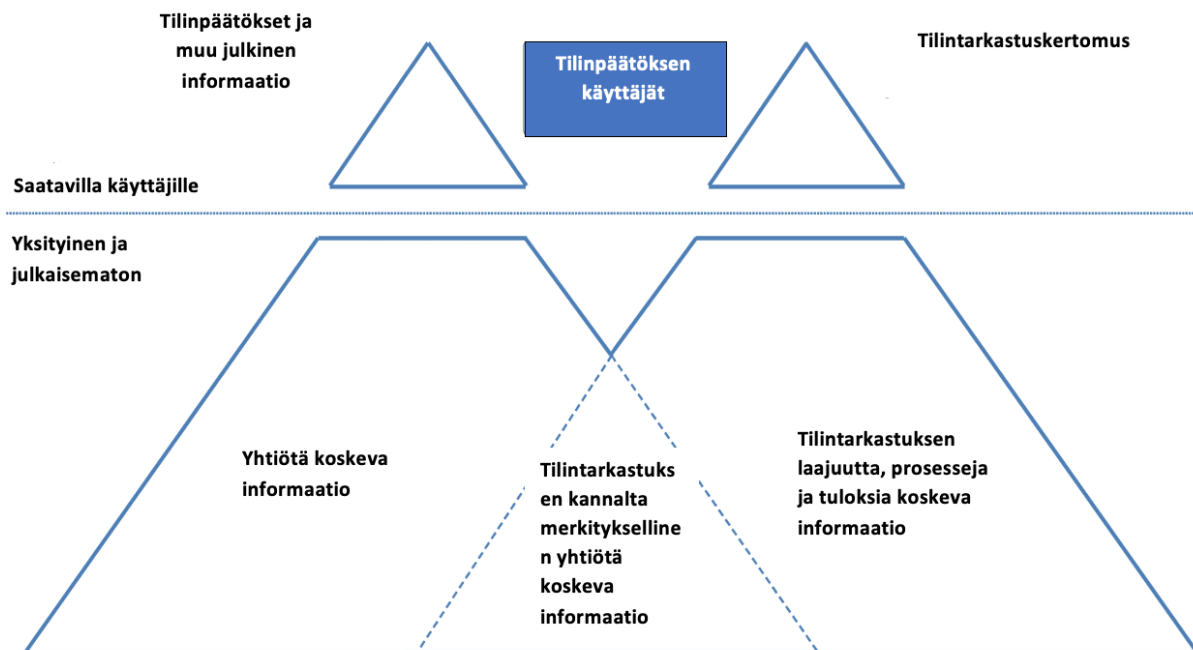 Tilinpäätökset ja
muu julkinen
informaatio
Tilinpäätöksen
käyttäjät
Tilintarkastuskertomus
Saatavilla käyttäjille
Yksityinen ja
julkaisematon
Yhtiötä koskeva
informaatio
Tilintarkastuks
en kannalta
merkitykselline
n yhtiötä
koskeva
informaatio
Tilintarkastuksen
laajuutta, prosesseja
ja tuloksia koskeva
informaatio